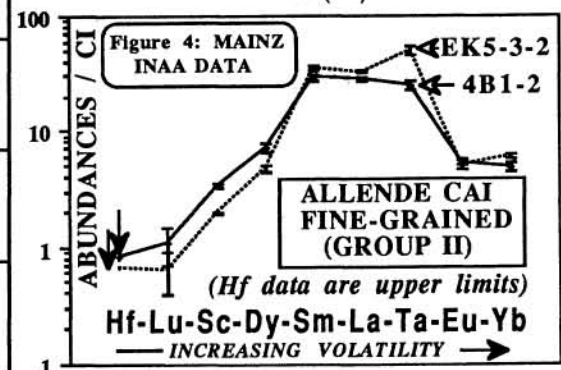 100
Figure 4: MAINZ
INAA DATA
EK5-3-2
4B1-2
10
ABUNDANCES / CI
ALLENDE CAI
FINE-GRAINED
(GROUP II)
1
(Hf data are upper limits)
Hf-Lu-Sc-Dy-Sm-La-Ta-Eu-Yb
INCREASING VOLATILITY
.1